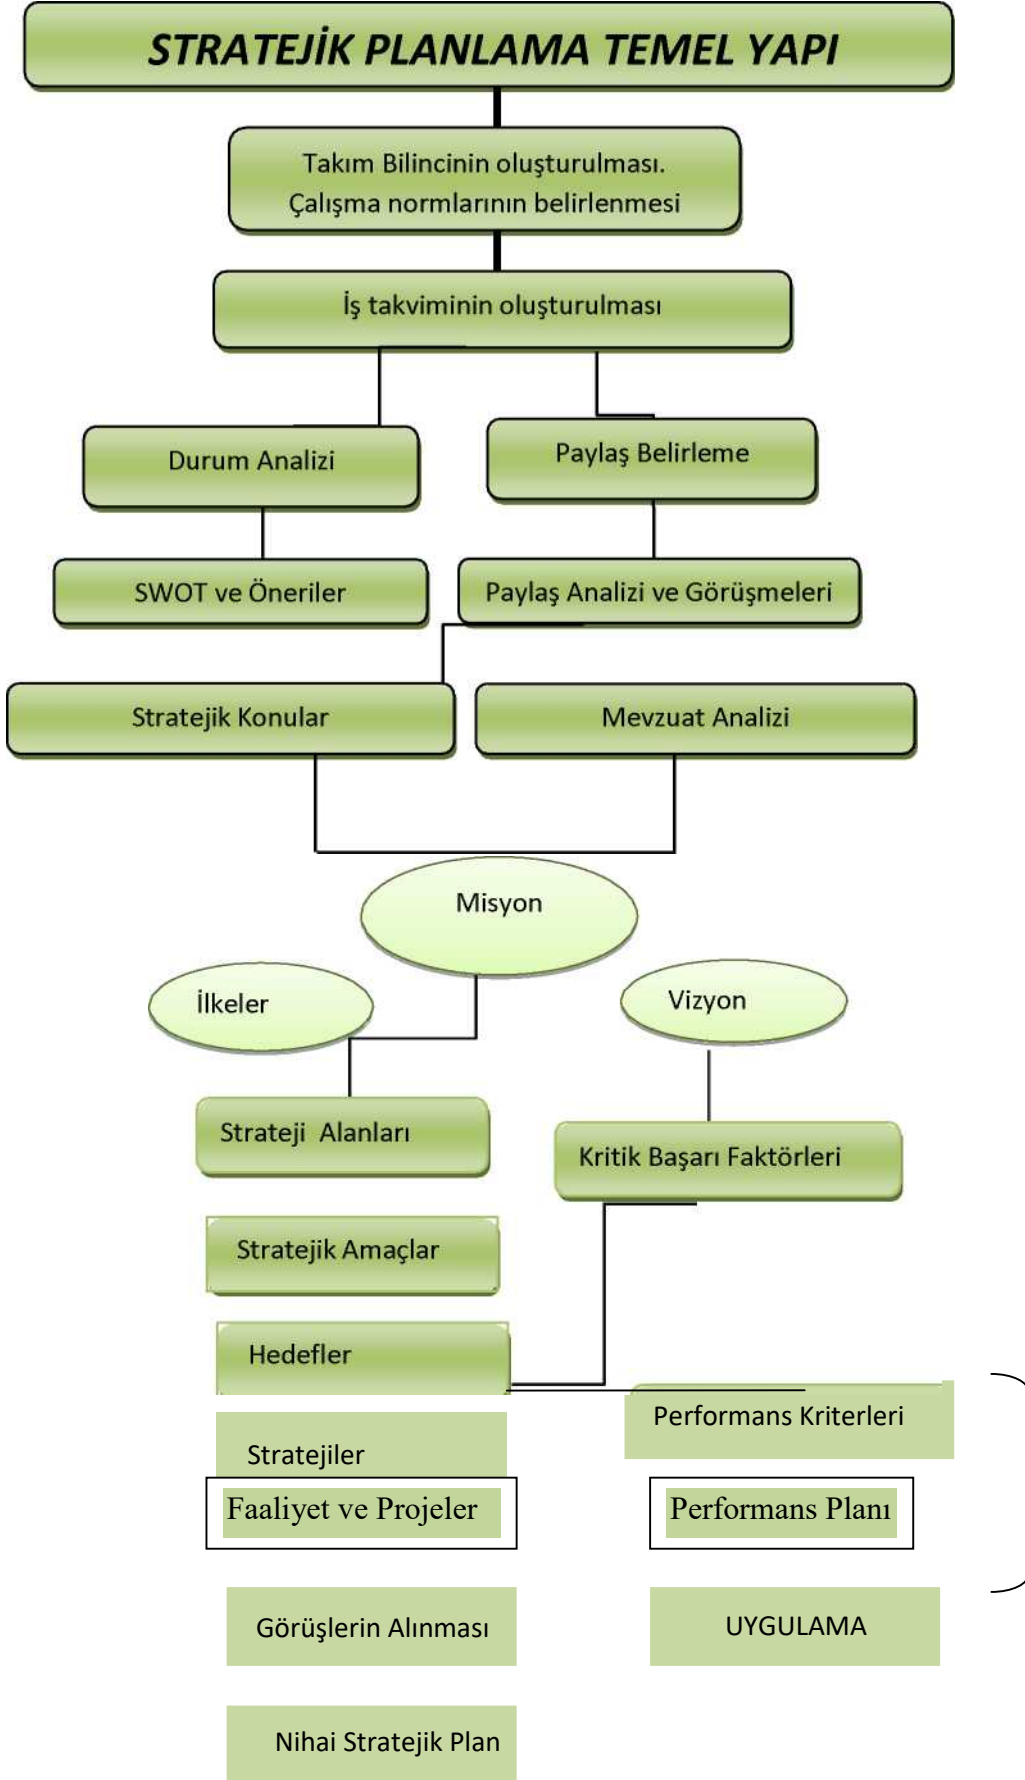 STRATEJİK PLANLAMA TEMEL YAPI
Takım Bilincinin oluşturulması.
Çalışma normlarının belirlenmesi
İş takviminin oluşturulması
Durum Analizi
Paylaş Belirleme
SWOT ve Öneriler
Paylaş Analizi ve Görüşmeleri
Stratejik Konular
Mevzuat Analizi
Misyon
İlkeler
Vizyon
Strateji Alanları
Kritik Başarı Faktörleri
Stratejik Amaçlar
Hedefler
Performans Kriterleri
Stratejiler
Faaliyet ve Projeler
Performans Planı
Görüşlerin Alınması
UYGULAMA
Nihai Stratejik Plan